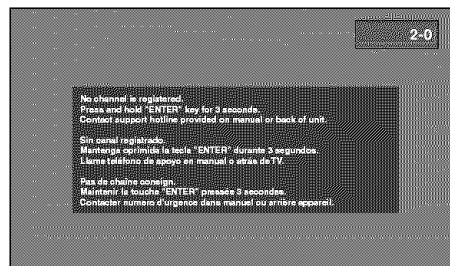 2-0
No channel is registered.
Press and hold "ENTER" key for 3 seconds.
Contact support hotline provided on manual or back of unit.
Sin canal registrado.
Mantenga oprimida la tecla "ENTER" durante 3 segundos.
Llame teléfono de apoyo en manual o atrás de TV.
Pas de chaîne consign.
Maintenir la touche "ENTER" pressée 3 secondes.
Contacter numero d'urgence dans manuel ou arrière appareil.